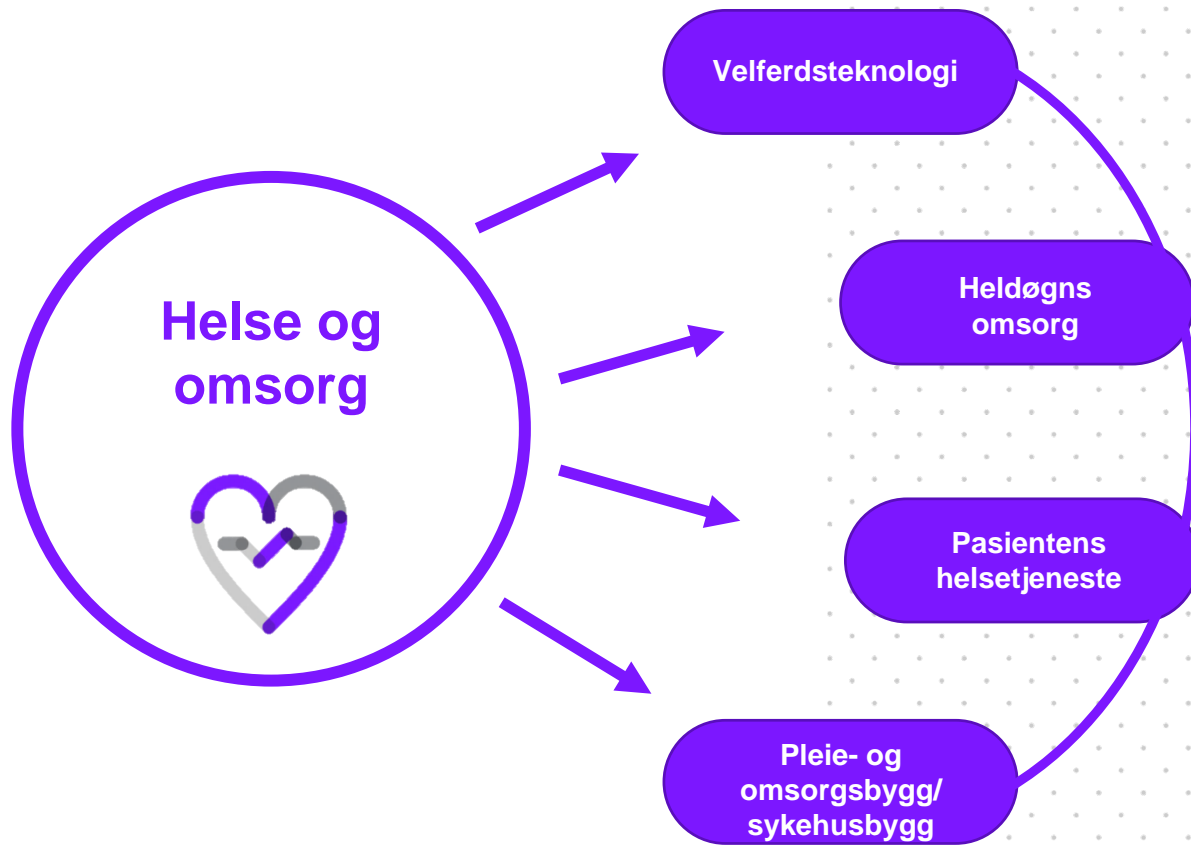 Velferdsteknologi
Helse og
omsorg
Heldøgns
omsorg
Pasientens
helsetjeneste
Pleie- og
omsorgsbygg/
sykehusbygg